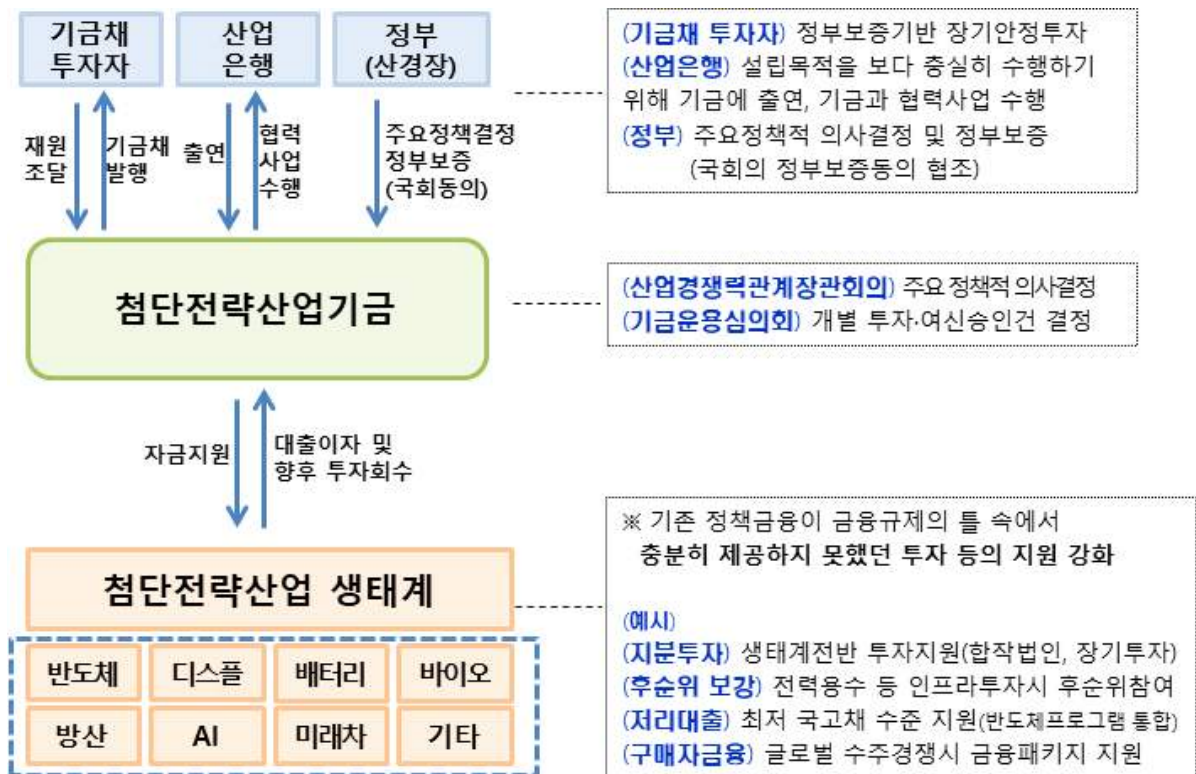 기금채
투자자
산업
은행
정부
(산경장)
(기금채 투자자) 정부보증기반 장기안정투자
(산업은행) 설립목적을 보다 충실히 수행하기
위해 기금에 출연, 기금과 협력사업 수행
(정부) 주요정책적 의사결정 및 정부보증
(국회의 정부보증동의 협조)
재원
조달
기금채
발행
출연
협력
사업
수행
주요정책결정
정부보증
(국회동의)
첨단전략산업기금
(산업경쟁력관계장관회의) 주요 정책적 의사결정
(기금운용심의회) 개별 투자·여신승인건 결정
자금지원
대출이자 및
향후 투자회수
첨단전략산업 생태계
※ 기존 정책금융이 금융규제의 틀 속에서
충분히 제공하지 못했던 투자 등의 지원 강화
(예시)
(지분투자) 생태계전반 투자지원(합작법인, 장기투자)
(후순위 보강) 전력용수 등 인프라투자시 후순위참여
(저리대출) 최저 국고채 수준 지원(반도체프로그램 통합)
(구매자금융) 글로벌 수주경쟁시 금융패키지 지원
반도체
디스플
배터리
바이오
방산
AI
미래차
기타